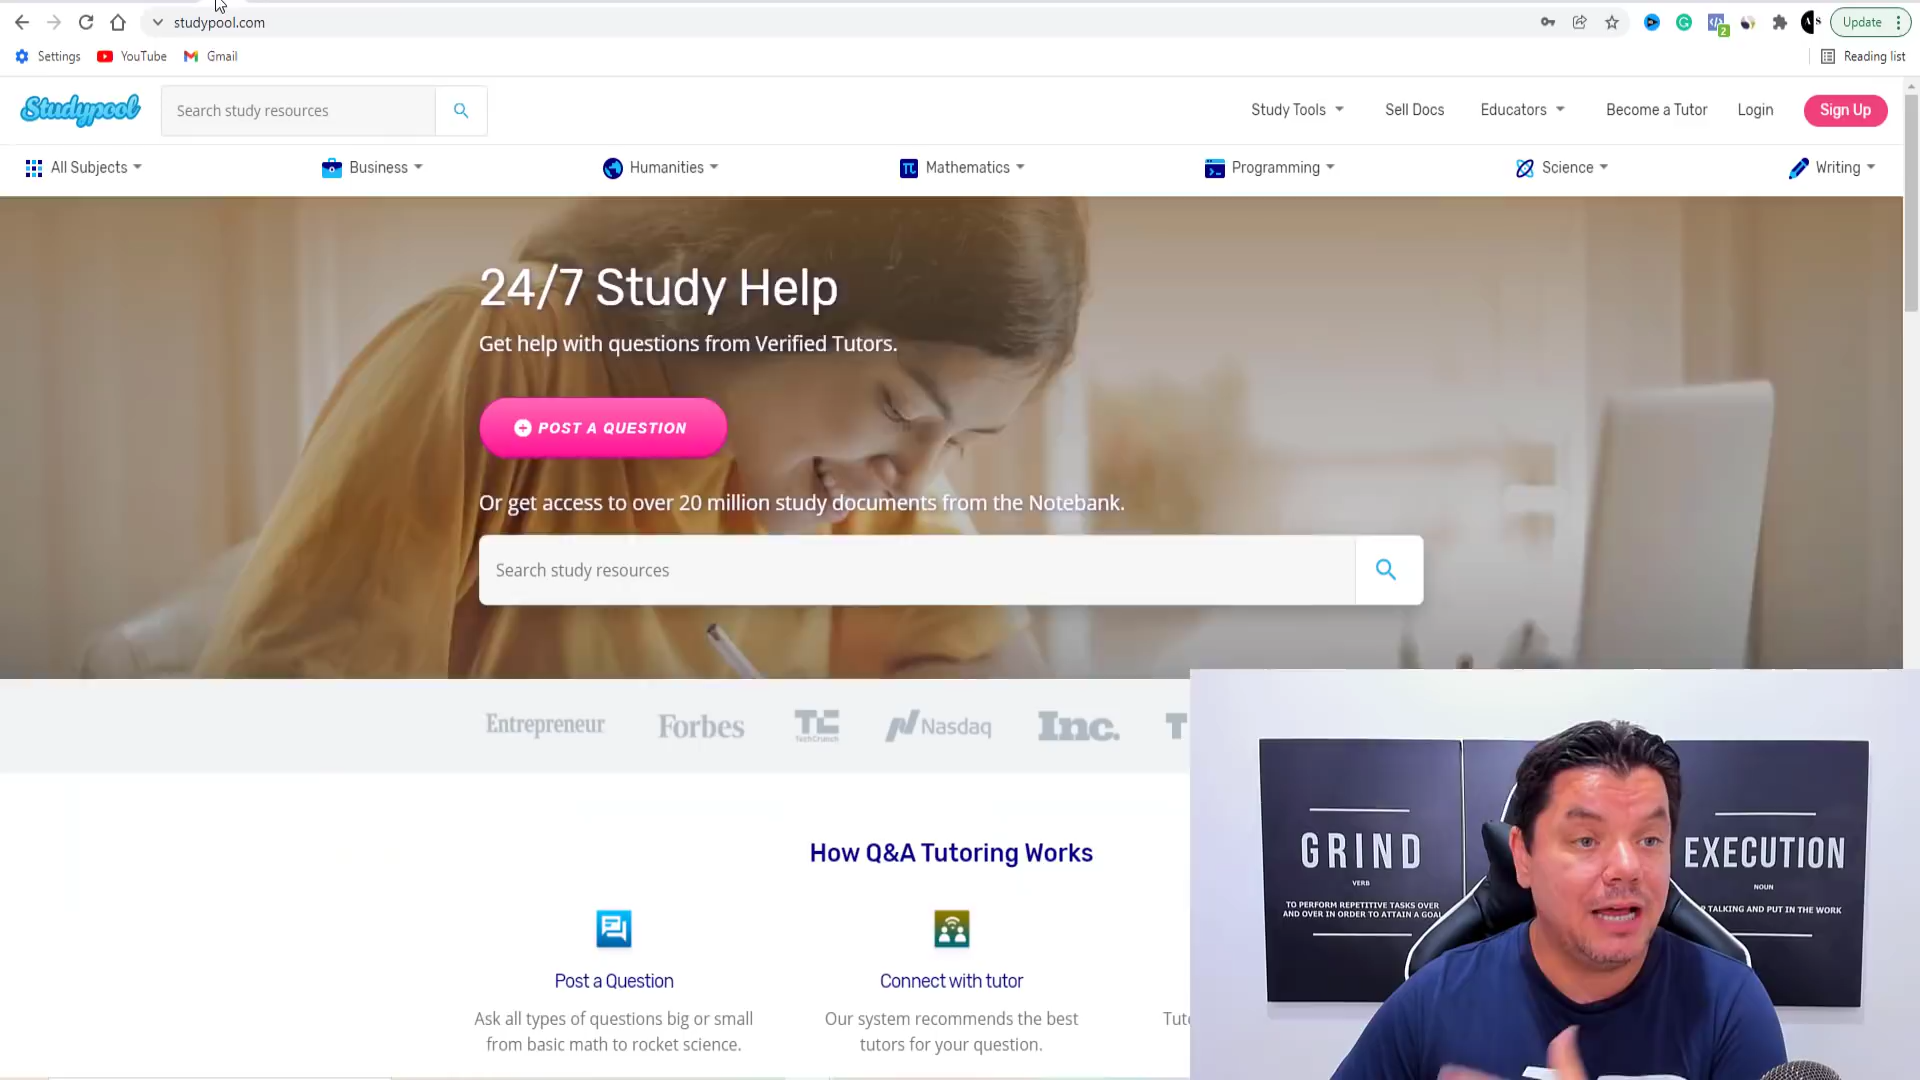 studypool.com
Update
Settings
YouTube
Gmail
Reading list
Studypool
Search study resources
Study Tools
Sell Docs
Educators
Become a Tutor
Login
Sign Up
All Subjects
Business
Humanities
Mathematics
Programming
Science
Writing
24/7 Study Help
Get help with questions from Verified Tutors.
POST A QUESTION
Or get access to over 20 million study documents from the Notebank.
Search study resources
Entrepreneur
Forbes
TC
TechCrunch
Nasdaq
Inc.
T
How Q&A Tutoring Works
Post a Question
Ask all types of questions big or small
from basic math to rocket science.
Connect with tutor
Our system recommends the best
tutors for your question.
GRIND
VERB
TO PERFORM REPETITIVE TASKS OVER
AND OVER IN ORDER TO ATTAIN A GOAL
EXECUTION
NOUN
TALKING AND PUT IN THE WORK
2